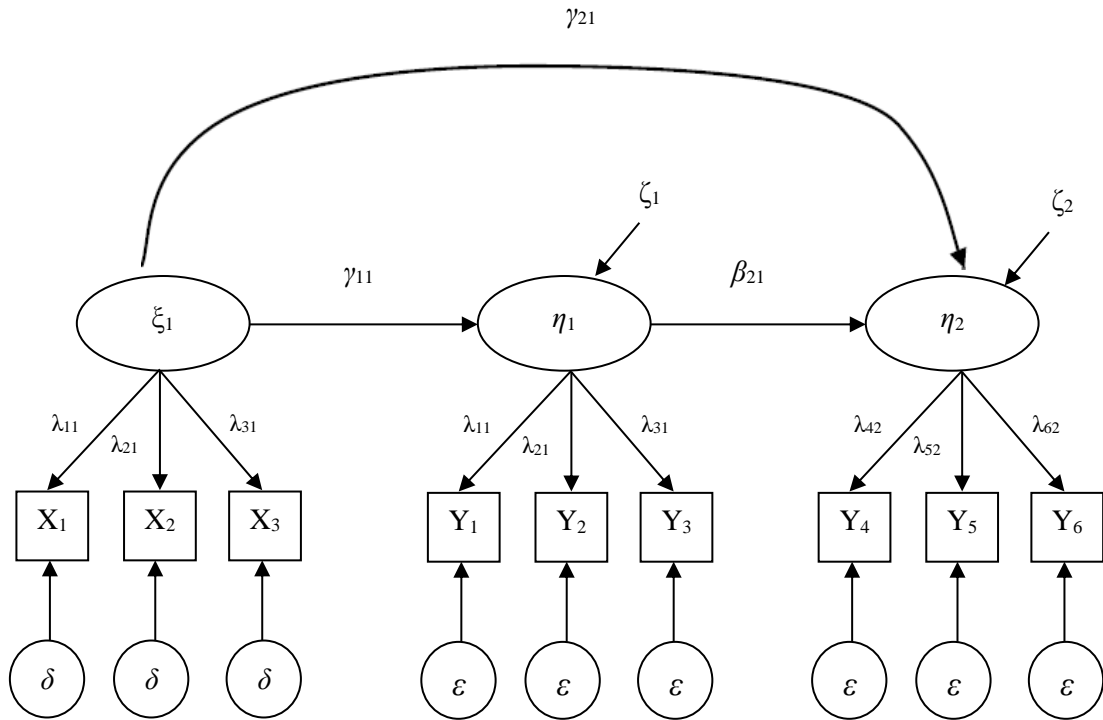 γ₂₁
ζ₁
ζ₂
γ₁₁
β₂₁
ξ₁
η₁
η₂
λ₁₁ λ₂₁ λ₃₁ λ₁₁ λ₂₁ λ₃₁ λ₄₂ λ₅₂ λ₆₂
X₁ X₂ X₃ Y₁ Y₂ Y₃ Y₄ Y₅ Y₆
δ δ δ ε ε ε ε ε ε